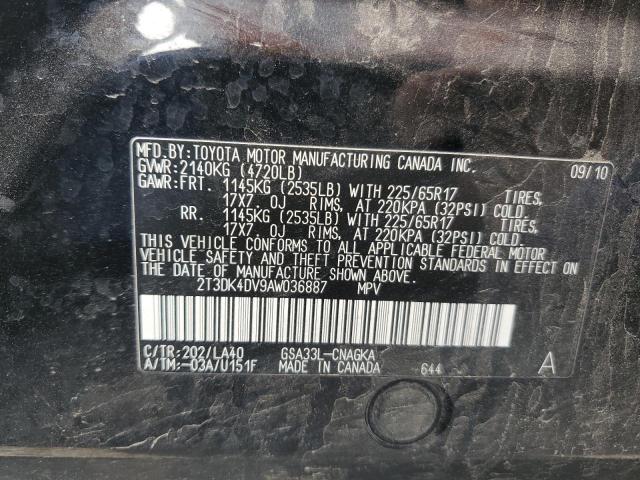 MFD.BY:TOYOTA MOTOR MANUFACTURING CANADA INC. 09/10
GVWR:2140KG (4720LB)
GAWR:FRT. 1145KG (2535LB) WITH 225/65R17 TIRES,
17X7.0J RIMS, AT 220KPA (32PSI) COLD.
RR. 1145KG (2535LB) WITH 225/65R17 TIRES,
17X7.0J RIMS, AT 220KPA (32PSI) COLD.
THIS VEHICLE CONFORMS TO ALL APPLICABLE FEDERAL MOTOR
VEHICLE SAFETY AND THEFT PREVENTION STANDARDS IN EFFECT ON
THE DATE OF MANUFACTURE SHOWN ABOVE.
2T3DK4DV9AW036887 MPV
C/TR:202/LA40 GSA33L-CNAGKA
A/TM:-03A/U151F MADE IN CANADA 644 A